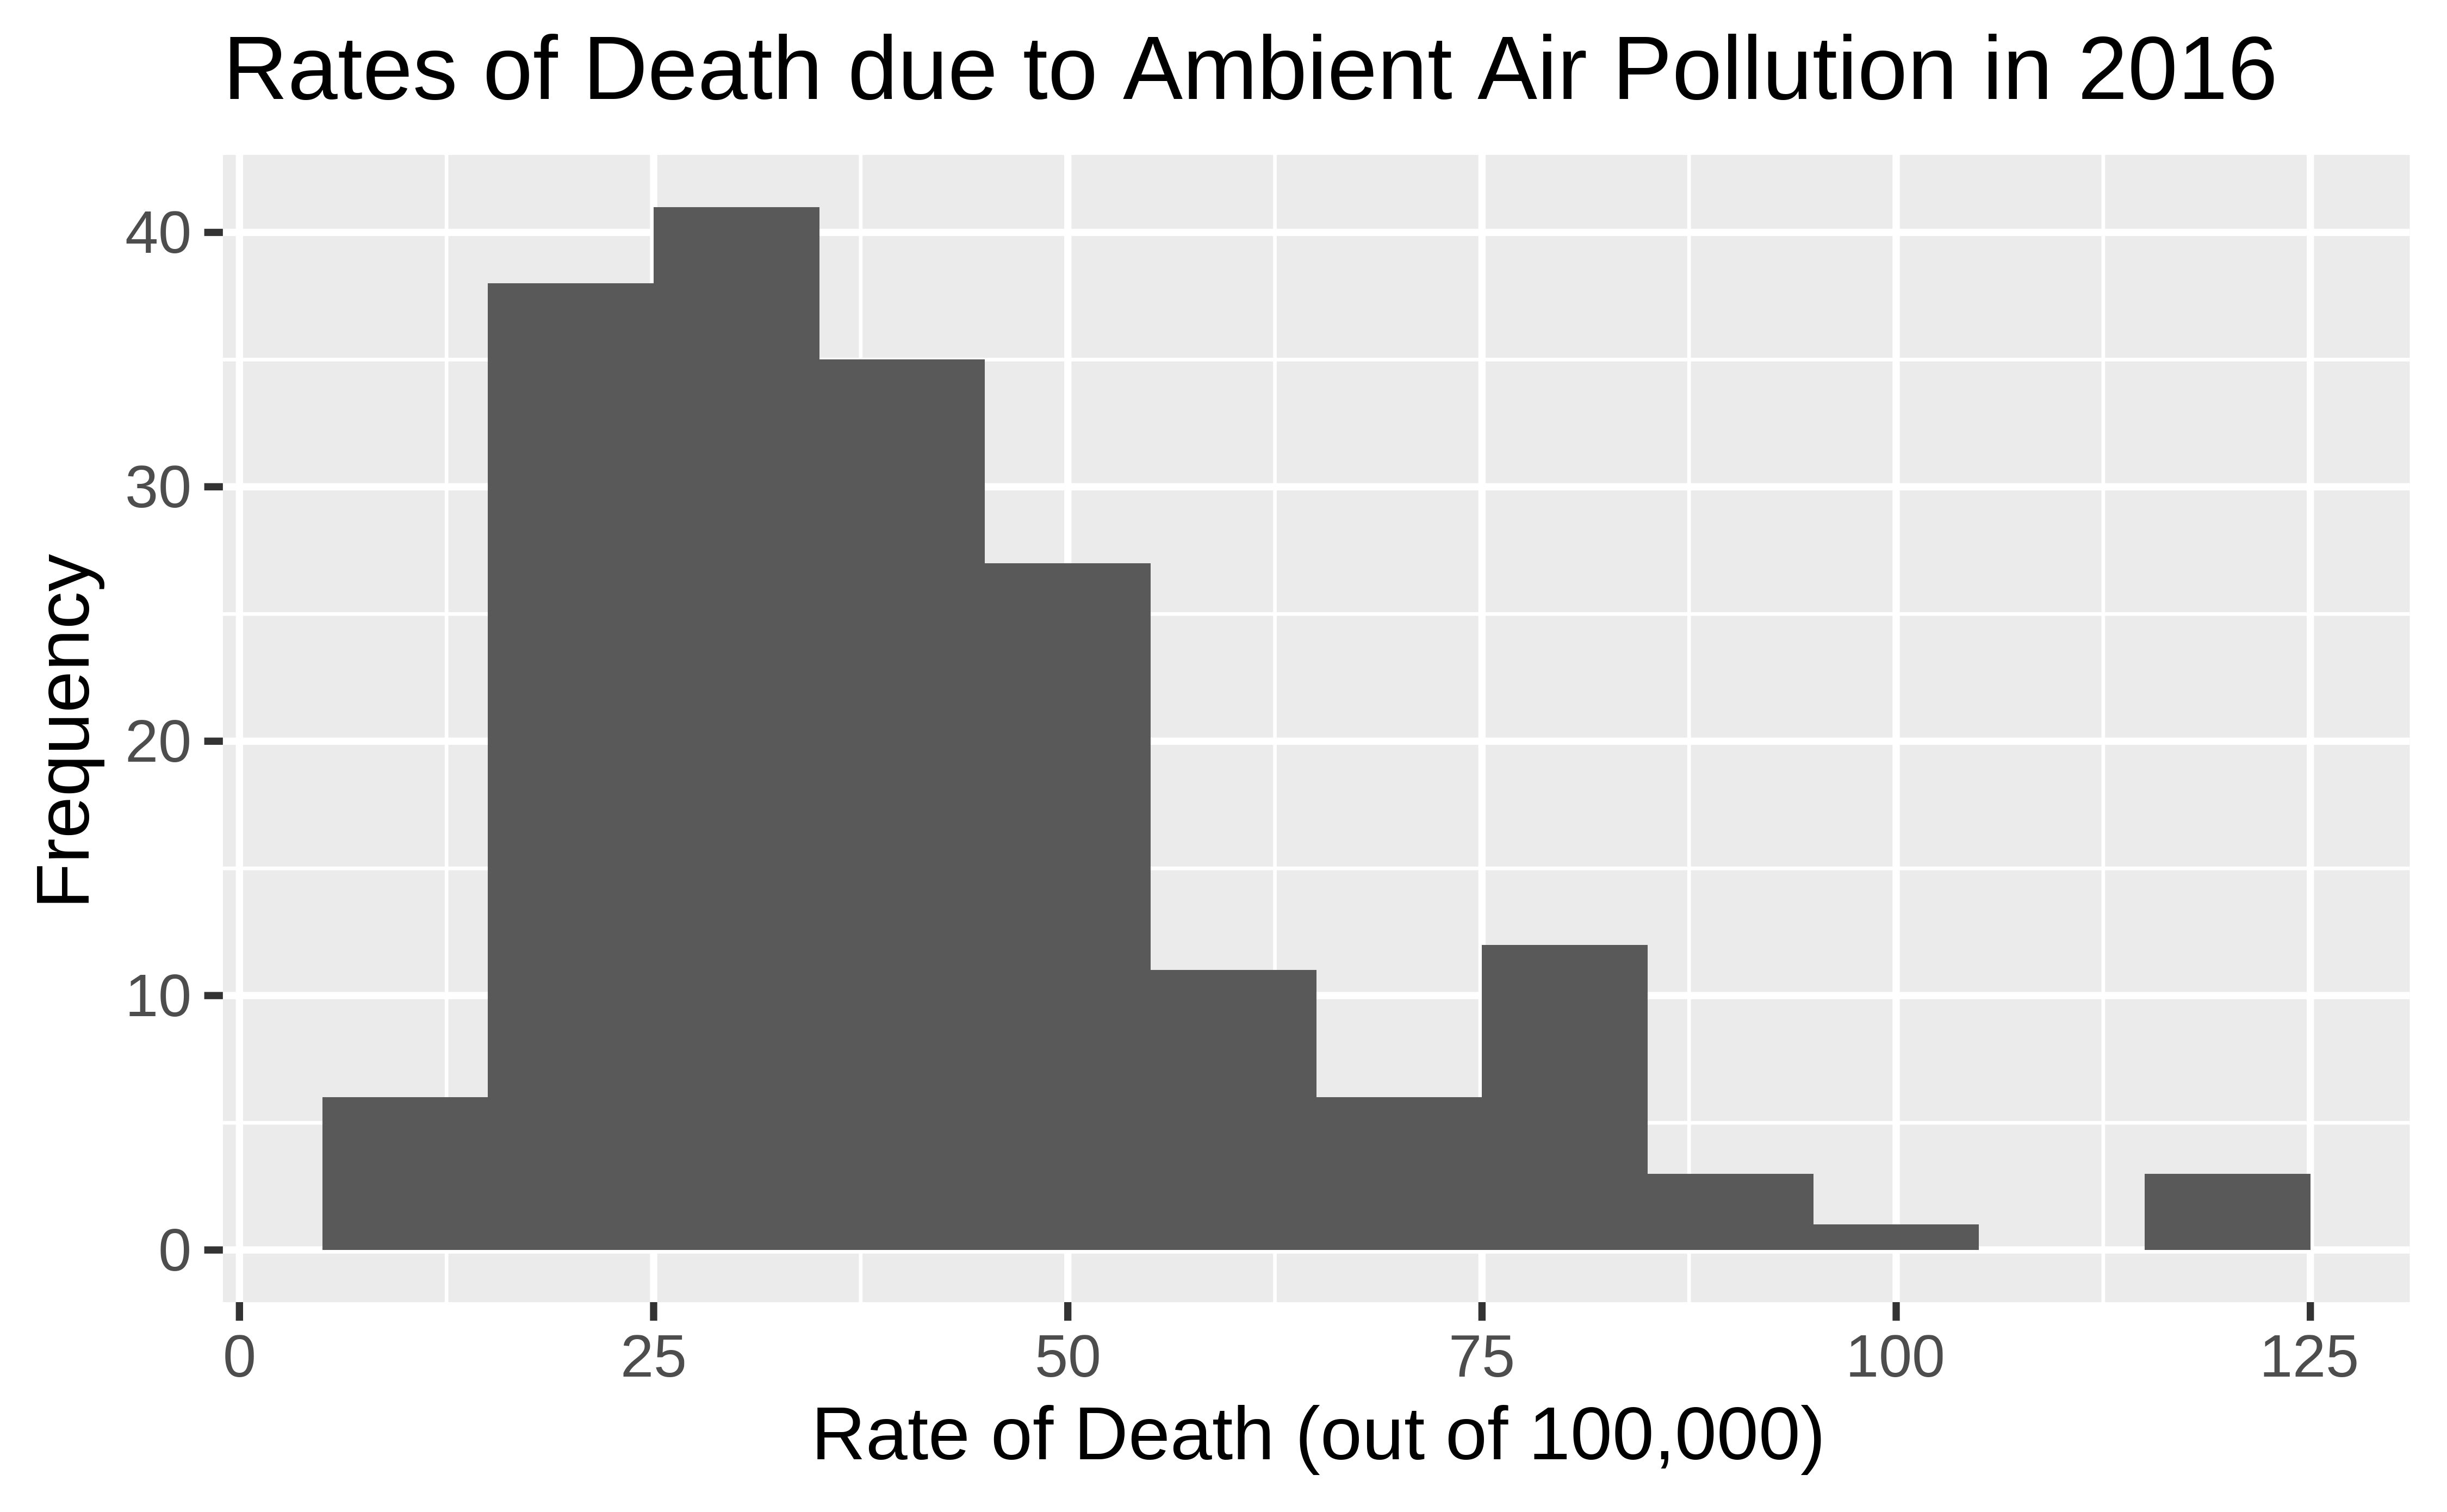 Rates of Death due to Ambient Air Pollution in 2016
Frequency
40
30
20
10
0
0 25 50 75 100 125
Rate of Death (out of 100,000)